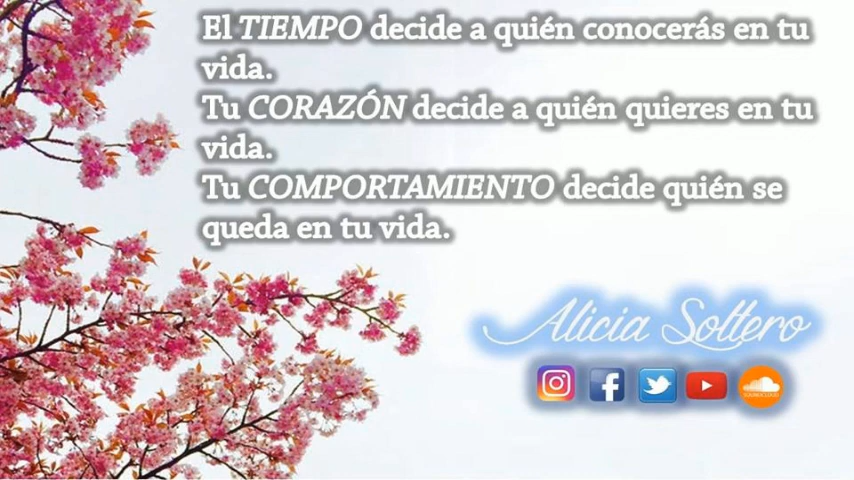 El TIEMPO decide a quién conocerás en tu
vida.
Tu CORAZÓN decide a quién quieres en tu
vida.
Tu COMPORTAMIENTO decide quién se
queda en tu vida.
Alicia Soltero
SOUNDCLOUD